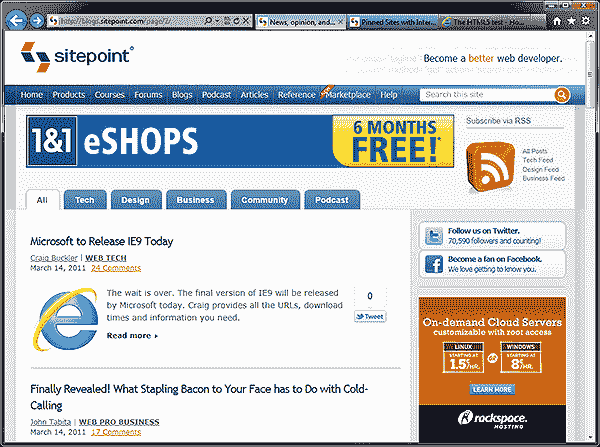 http://blogs.sitepoint.com/page/2/
News, opinion, and...
Pinned Sites with Inter...
The HTML5 test - Ho...
sitepoint®
Become a better web developer.
Home Products Courses Forums Blogs Podcast Articles Reference Marketplace Help
Search this site
1&1 eSHOPS
6 MONTHS
FREE!*
Subscribe via RSS
All Posts
Tech Feed
Design Feed
Business Feed
All Tech Design Business Community Podcast
Microsoft to Release IE9 Today
Craig Buckler | WEB TECH
March 14, 2011 24 Comments
The wait is over. The final version of IE9 will be released
by Microsoft today. Craig provides all the URLs, download
times and information you need.
Read more
0
Tweet
Finally Revealed! What Stapling Bacon to Your Face has to Do with Cold-
Calling
John Tabita | WEB PRO BUSINESS
March 14, 2011 17 Comments
Follow us on Twitter.
70,590 followers and counting!
Become a fan on Facebook.
We love getting to know you.
On-demand Cloud Servers
customizable with root access
LINUX
STARTING AT
1.5¢/HR.
OR
WINDOWS
STARTING AT
8¢/HR.
LEARN MORE
rackspace.
HOSTING